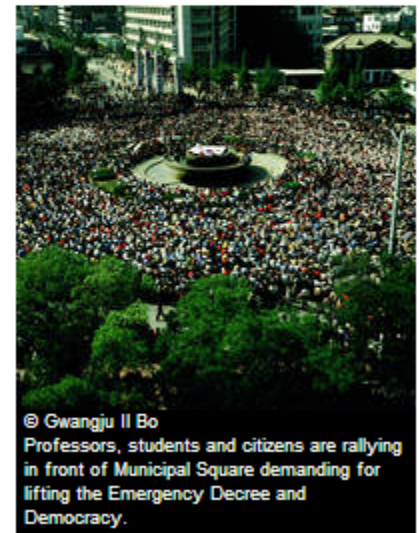 © Gwangju Il Bo
Professors, students and citizens are rallying
in front of Municipal Square demanding for
lifting the Emergency Decree and
Democracy.